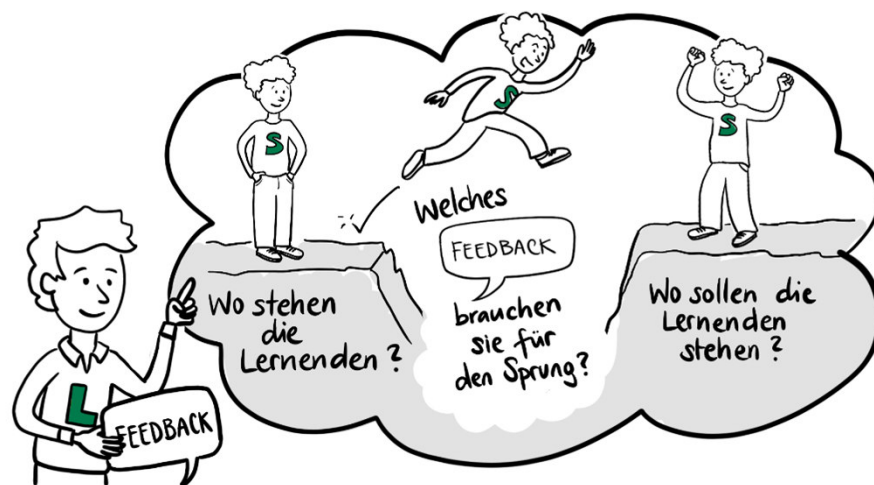 S
S
S
Welches
FEEDBACK
brauchen
sie für
den Sprung?
Wo stehen
die
Lernenden?
Wo sollen die
Lernenden
stehen?
L
FEEDBACK